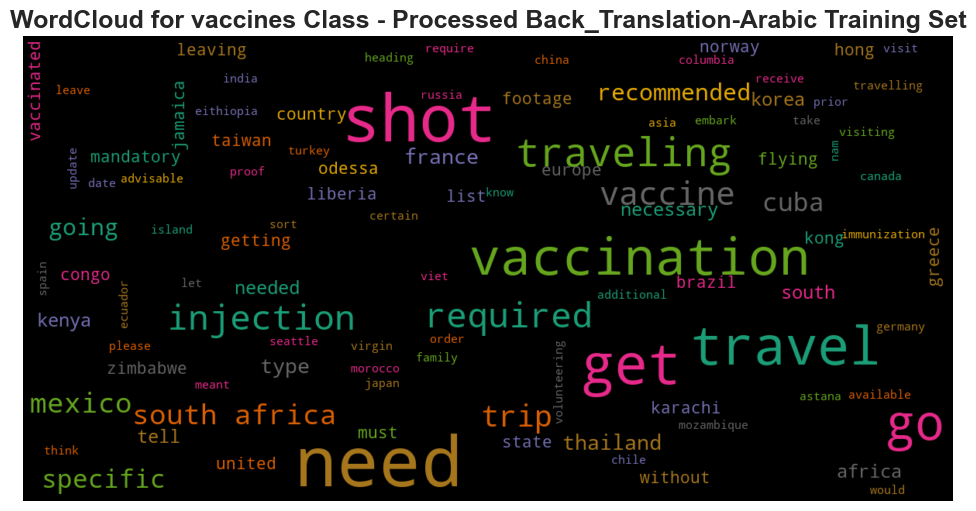 WordCloud for vaccines Class - Processed Back_Translation-Arabic Training Set
vaccinated
leaving
require
norway
hong
visit
heading
china
columbia
leave
india
jamaica
russia
receive
travelling
eithiopia
country
shot
footage
recommended
korea
prior
taiwan
asia
embark
take
visiting
mandatory
turkey
france
traveling
flying
nam
update
date
advisable
proof
odessa
europe
canada
liberia
list
know
vaccine
cuba
going
island
sort
certain
necessary
getting
kong
immunization
greece
spain
congo
let
needed
viet
vaccination
brazil
south
ecuador
additional
kenya
injection
required
germany
please
seattle
virgin
order
family
get
travel
zimbabwe
type
morocco
meant
japan
volunteering
astana
available
mexico
south africa
trip
karachi
mozambique
go
tell
must
state
thailand
think
united
need
chile
without
africa
specific
would